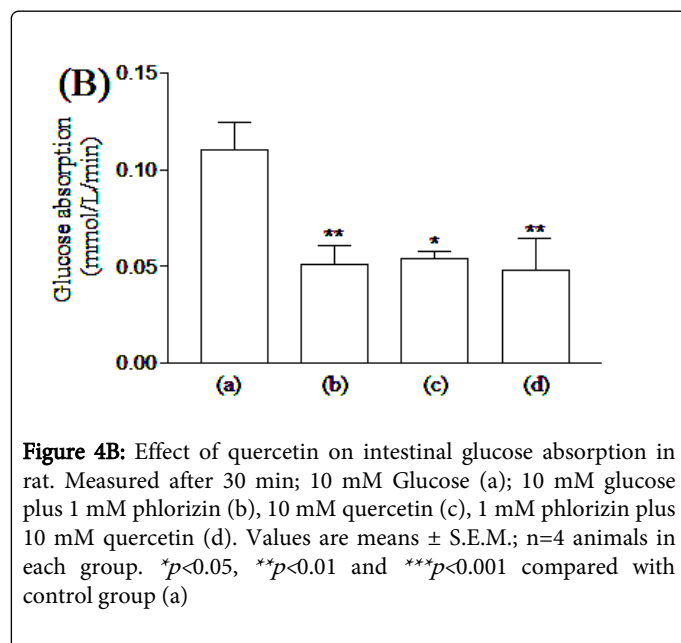 (B)
Glucose absorption
(mmol/L/min)
0.15
0.10
0.05
0.00
**
*
**
(a)
(b)
(c)
(d)
Figure 4B: Effect of quercetin on intestinal glucose absorption in
rat. Measured after 30 min; 10 mM Glucose (a); 10 mM glucose
plus 1 mM phlorizin (b), 10 mM quercetin (c), 1 mM phlorizin plus
10 mM quercetin (d). Values are means ± S.E.M.; n=4 animals in
each group. *p<0.05, **p<0.01 and ***p<0.001 compared with
control group (a)